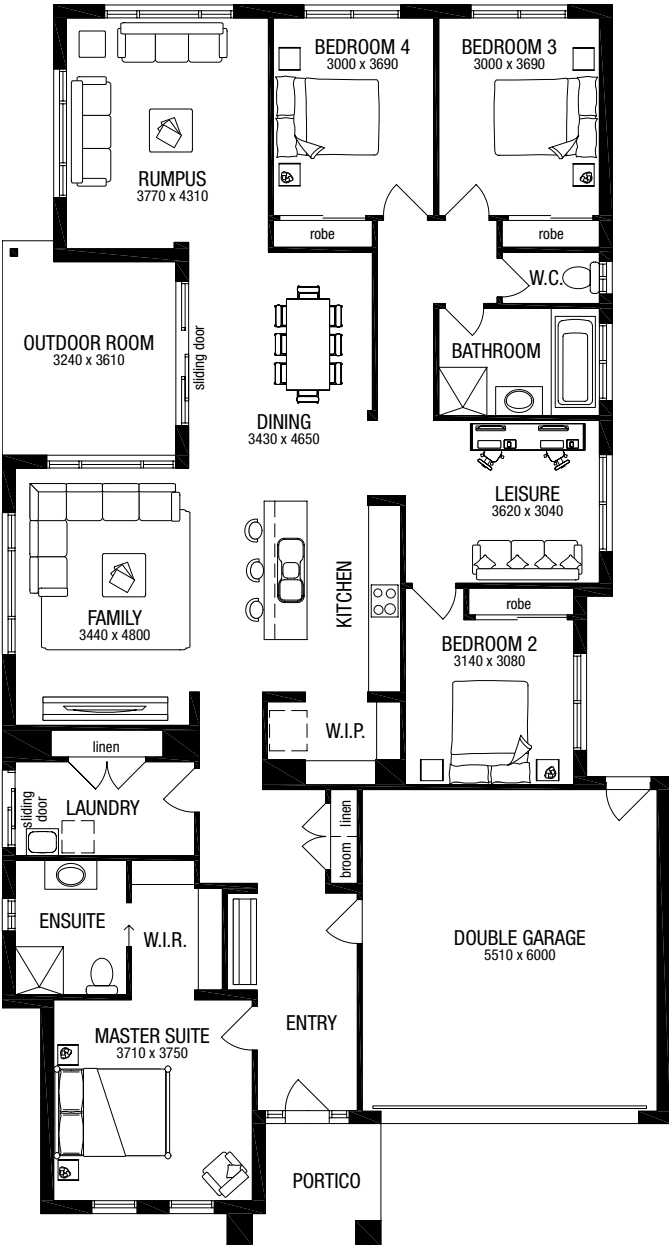 BEDROOM 4
3000 x 3690
BEDROOM 3
3000 x 3690
RUMPUS
3770 x 4310
robe
robe
W.C.
OUTDOOR ROOM
3240 x 3610
sliding door
BATHROOM
DINING
3430 x 4650
LEISURE
3620 x 3040
KITCHEN
FAMILY
3440 x 4800
robe
BEDROOM 2
3140 x 3080
W.I.P.
linen
sliding
door
LAUNDRY
linen
broom
ENSUITE
W.I.R.
DOUBLE GARAGE
5510 x 6000
ENTRY
MASTER SUITE
3710 x 3750
PORTICO